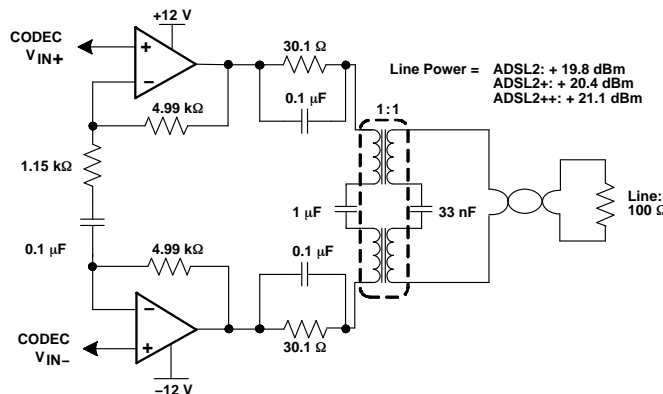 +12 V
CODEC
VIN+
+
−
30.1 Ω
0.1 μF
4.99 kΩ
1.15 kΩ
0.1 μF
4.99 kΩ
0.1 μF
30.1 Ω
−
+
CODEC
VIN−
−12 V
1:1
1 μF
33 nF
Line Power = ADSL2: + 19.8 dBm
ADSL2+: + 20.4 dBm
ADSL2++: + 21.1 dBm
Line:
100 Ω